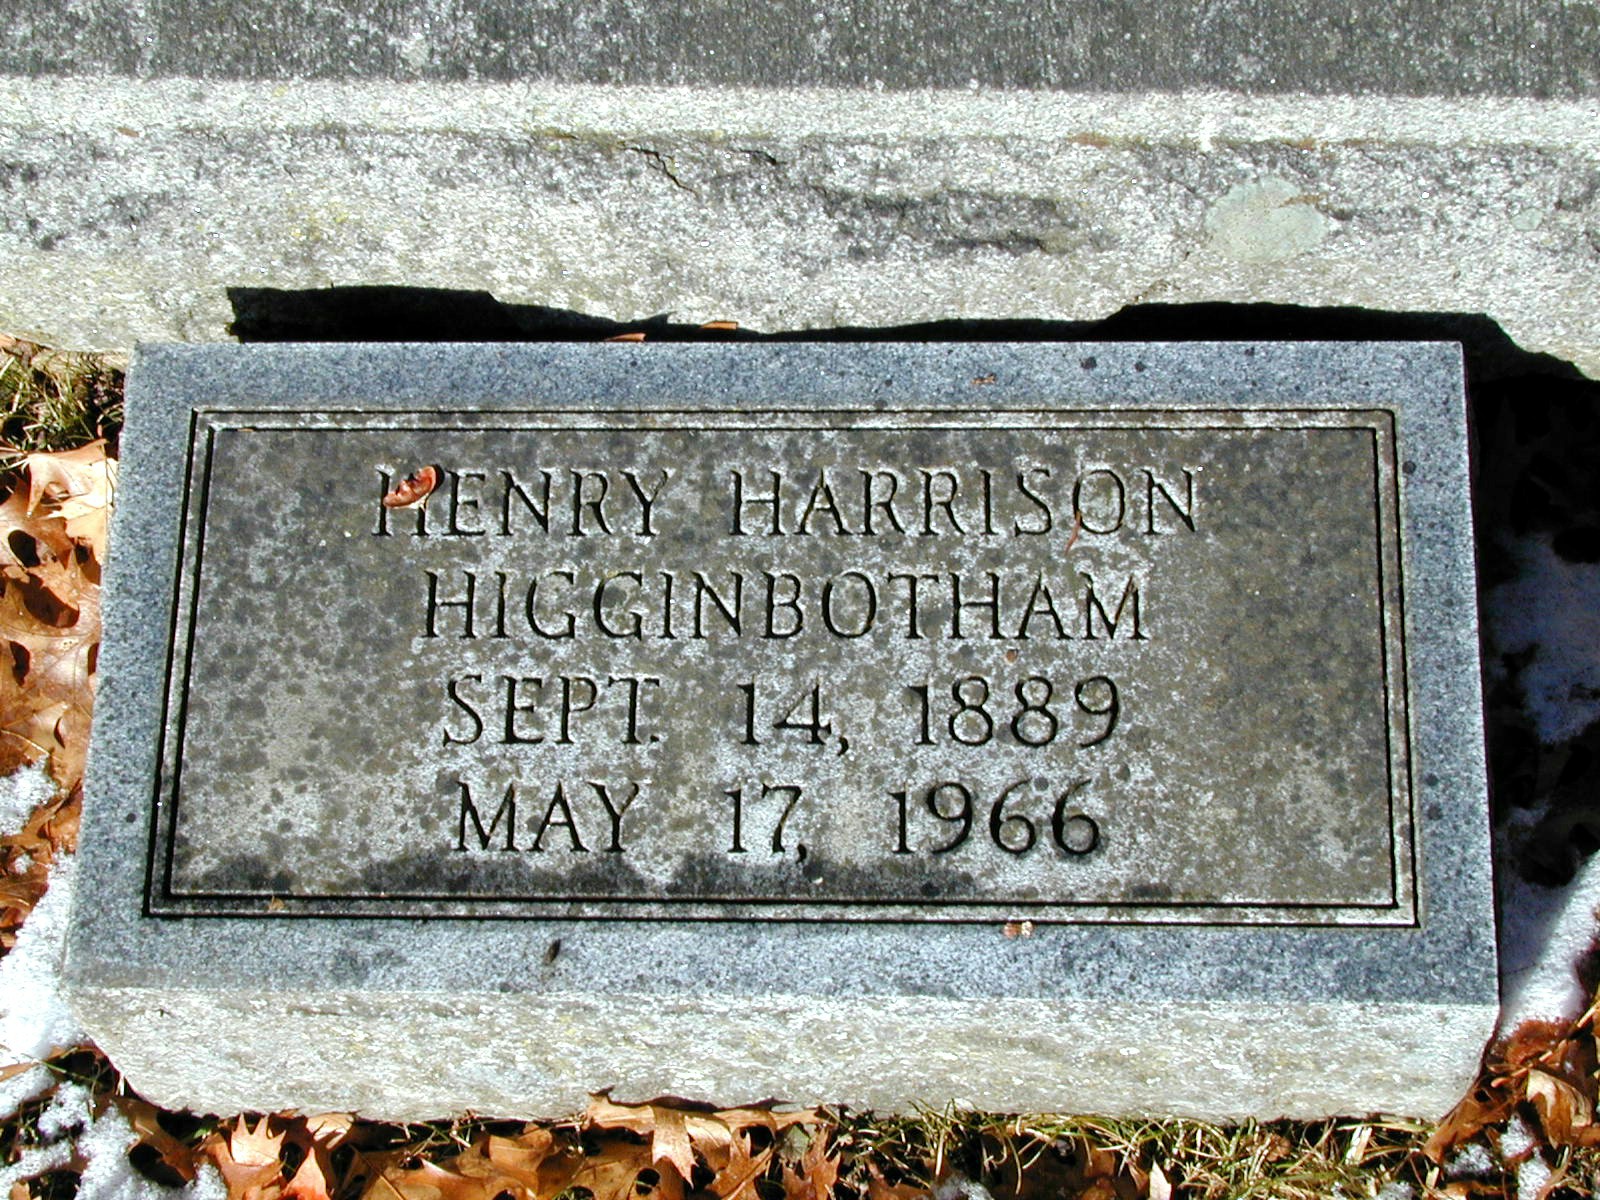 HENRY HARRISON
HIGGINBOTHAM
SEPT. 14, 1889
MAY 17, 1966